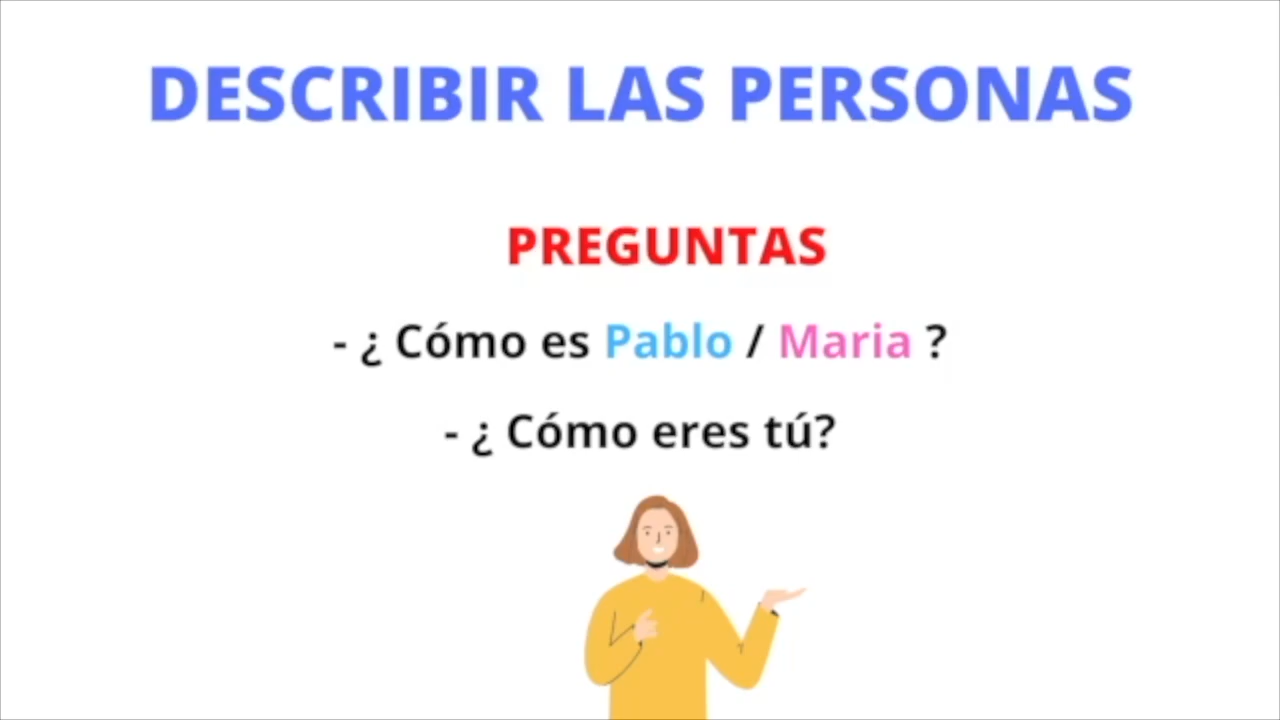 DESCRIBIR LAS PERSONAS
PREGUNTAS
- ¿ Cómo es Pablo / Maria ?
- ¿ Cómo eres tú?